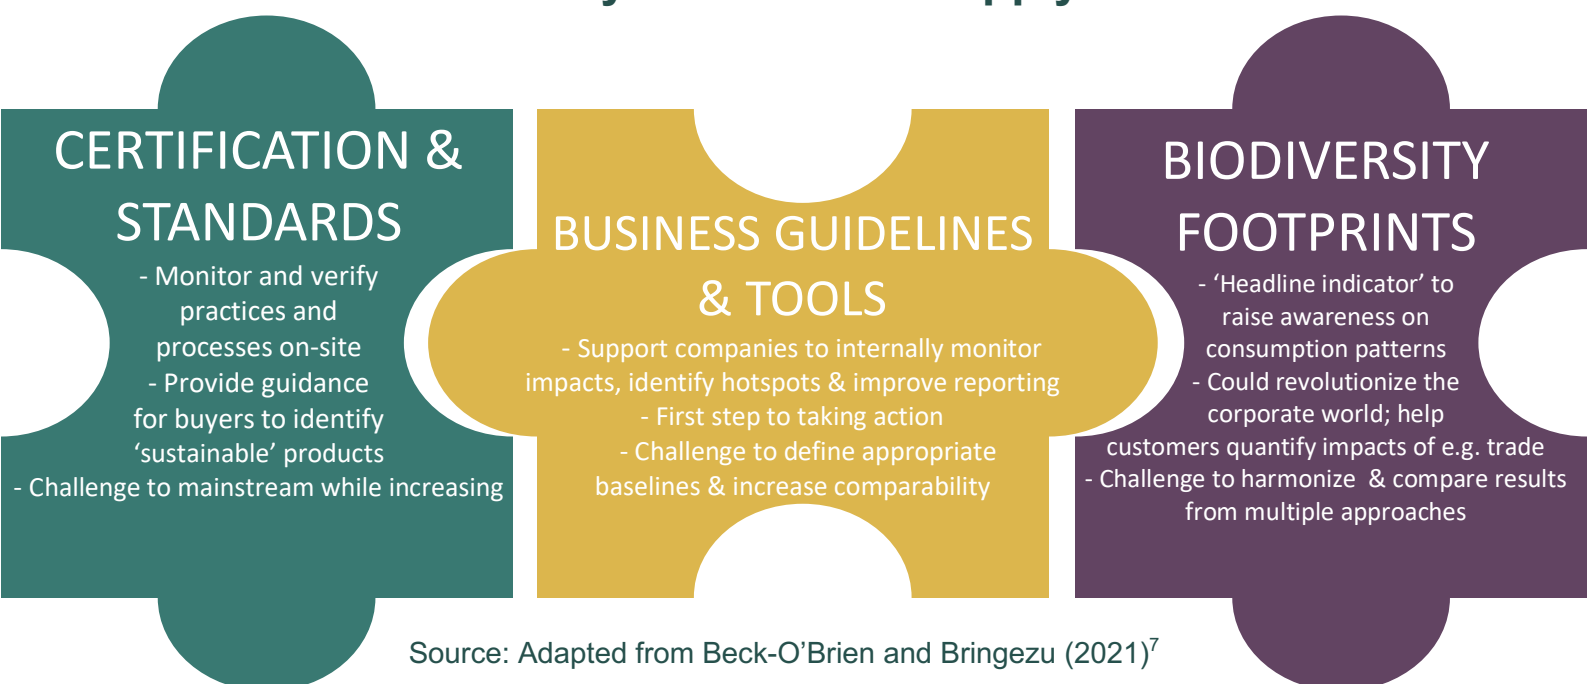 CERTIFICATION &
STANDARDS
- Monitor and verify
practices and
processes on-site
- Provide guidance
for buyers to identify
‘sustainable’ products
- Challenge to mainstream while increasing
BUSINESS GUIDELINES
& TOOLS
- Support companies to internally monitor
impacts, identify hotspots & improve reporting
- First step to taking action
- Challenge to define appropriate
baselines & increase comparability
BIODIVERSITY
FOOTPRINTS
- ‘Headline indicator’ to
raise awareness on
consumption patterns
- Could revolutionize the
corporate world; help
customers quantify impacts of e.g. trade
- Challenge to harmonize & compare results
from multiple approaches
Source: Adapted from Beck-O’Brien and Bringezu (2021)⁷